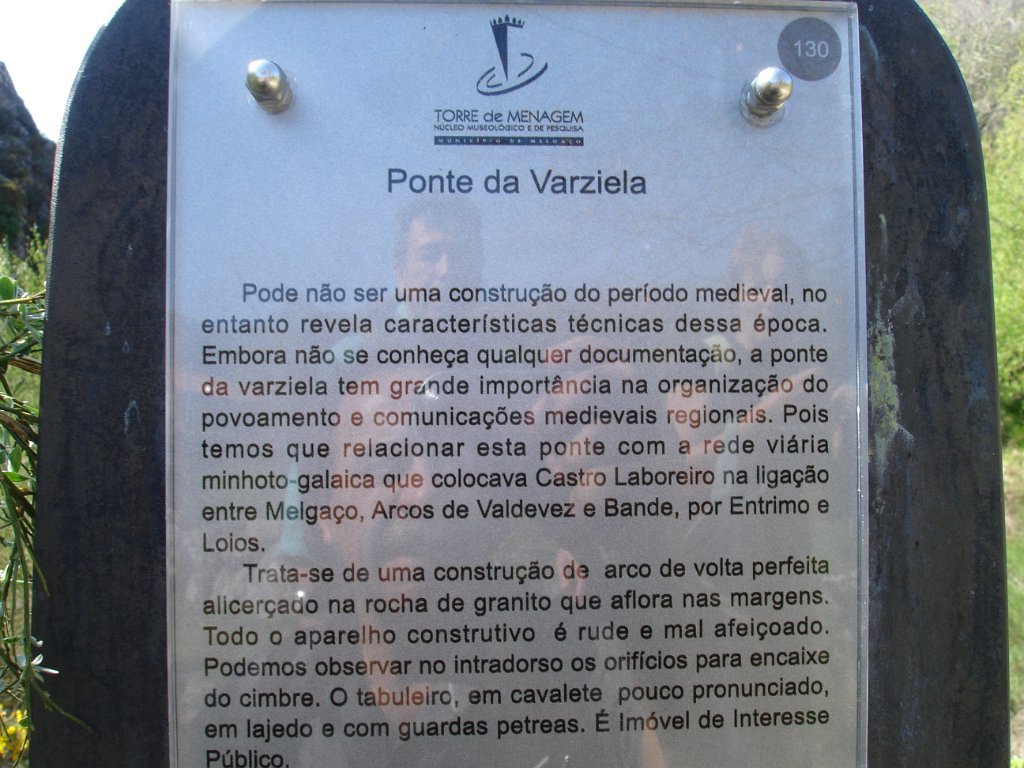 130
TORRE de MENAGEM
NÚCLEO MUSEOLÓGICO E DE PESQUISA
MUNICÍPIO DE MELGAÇO
Ponte da Varziela
Pode não ser uma construção do período medieval, no
entanto revela características técnicas dessa época.
Embora não se conheça qualquer documentação, a ponte
da varziela tem grande importância na organização do
povoamento e comunicações medievais regionais. Pois
temos que relacionar esta ponte com a rede viária
minhoto-galaica que colocava Castro Laboreiro na ligação
entre Melgaço, Arcos de Valdevez e Bande, por Entrimo e
Loios.
Trata-se de uma construção de arco de volta perfeita
alicerçado na rocha de granito que aflora nas margens.
Todo o aparelho construtivo é rude e mal afeiçoado.
Podemos observar no intradorso os orifícios para encaixe
do cimbre. O tabuleiro, em cavalete pouco pronunciado,
em lajedo e com guardas petreas. É Imóvel de Interesse
Público.